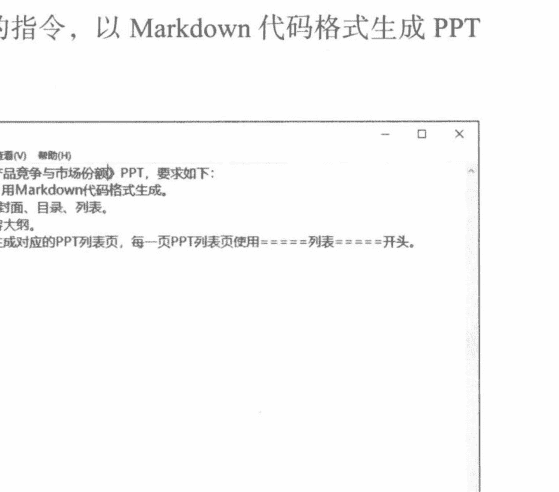 的指令，以 Markdown 代码格式生成 PPT
查看(V) 帮助(H)
产品竞争与市场份额》PPT，要求如下：
用Markdown代码格式生成。
封面、目录、列表。
大纲。
生成对应的PPT列表页，每一页PPT列表页使用=====列表=====开头。